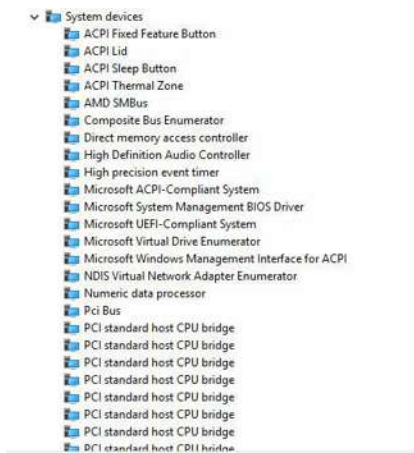 System devices
ACPI Fixed Feature Button
ACPI Lid
ACPI Sleep Button
ACPI Thermal Zone
AMD SMBus
Composite Bus Enumerator
Direct memory access controller
High Definition Audio Controller
High precision event timer
Microsoft ACPI-Compliant System
Microsoft System Management BIOS Driver
Microsoft UEFI-Compliant System
Microsoft Virtual Drive Enumerator
Microsoft Windows Management Interface for ACPI
NDIS Virtual Network Adapter Enumerator
Numeric data processor
Pci Bus
PCI standard host CPU bridge
PCI standard host CPU bridge
PCI standard host CPU bridge
PCI standard host CPU bridge
PCI standard host CPU bridge
PCI standard host CPU bridge
PCI standard host CPU bridge
PCI standard host CPU bridge